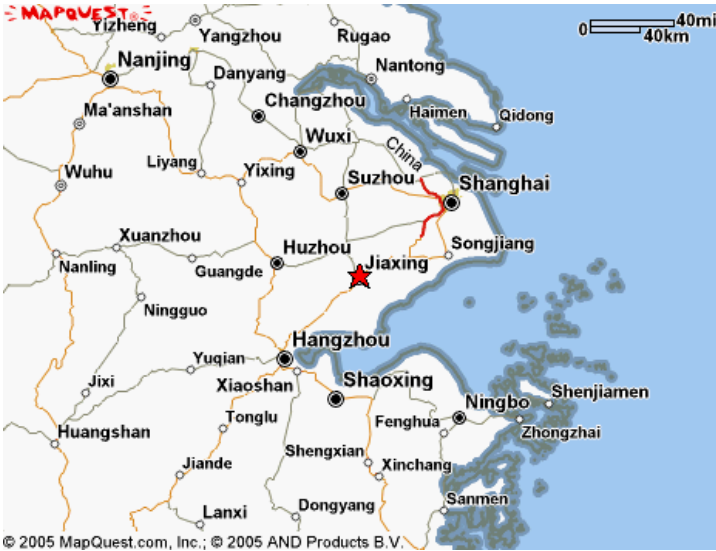 MAPQUEST
Yizheng
Yangzhou
Rugao
40mi
0
40km
Nanjing
Danyang
Nantong
Changzhou
Haimen
Qidong
Ma'anshan
Wuxi
China
Liyang
Yixing
Suzhou
Shanghai
Wuhu
Xuanzhou
Huzhou
Songjiang
Nanling
Guangde
Jiaxing
Ningguo
Hangzhou
Yuqian
Jixi
Xiaoshan
Shaoxing
Shenjiamen
Ningbo
Tonglu
Fenghua
Zhongzhai
Huangshan
Shengxian
Jiande
Xinchang
Sanmen
Lanxi
Dongyang
© 2005 MapQuest.com, Inc.; © 2005 AND Products B.V.